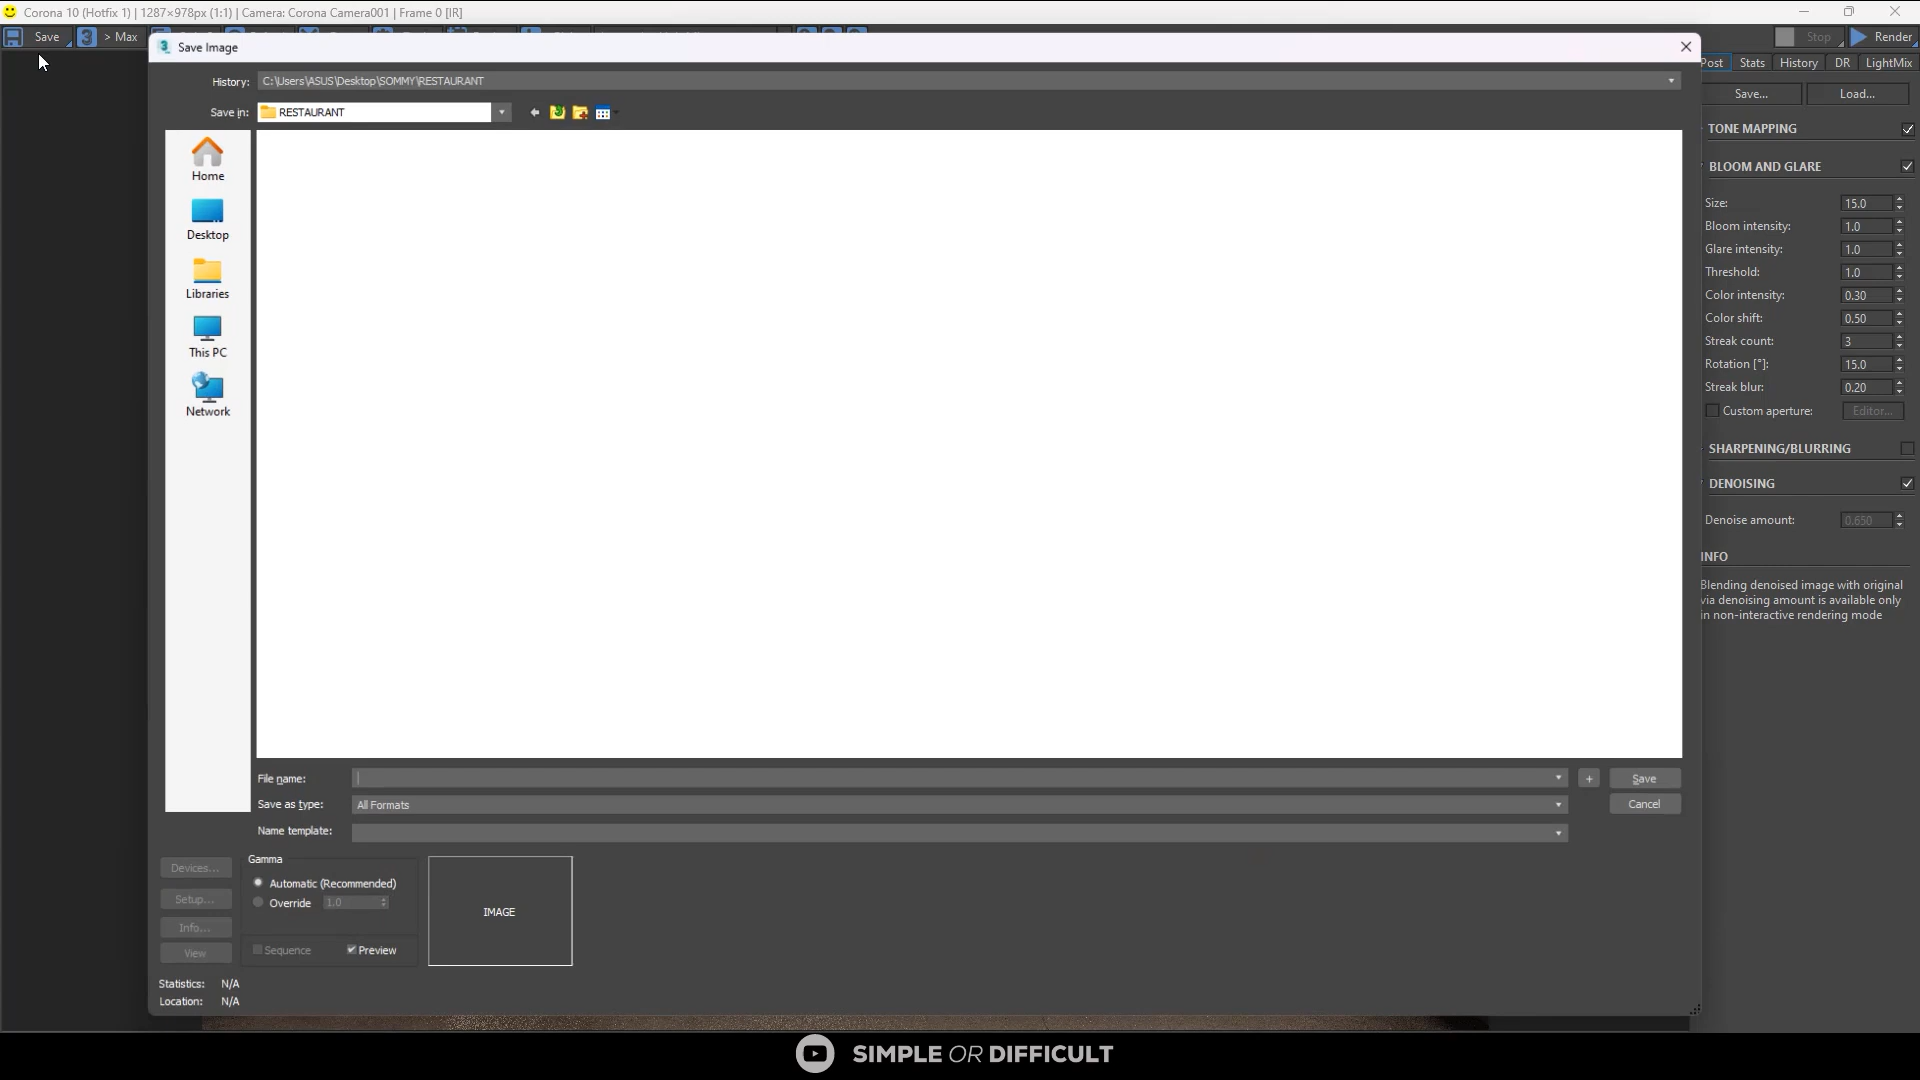 Corona 10 (Hotfix 1) | 1287×978px (1:1) | Camera: Corona Camera001 | Frame 0 [IR]
Save
3 > Max
Stop
Render
3 Save Image
Post
Stats
History
DR
LightMix
History: C:\Users\ASUS\Desktop\SOMMY\RESTAURANT
Save in: RESTAURANT
Save...
Load...
Home
Desktop
Libraries
This PC
Network
TONE MAPPING
BLOOM AND GLARE
Size: 15.0
Bloom intensity: 1.0
Glare intensity: 1.0
Threshold: 1.0
Color intensity: 0.30
Color shift: 0.50
Streak count: 3
Rotation [°]: 15.0
Streak blur: 0.20
Custom aperture: Editor...
SHARPENING/BLURRING
DENOISING
Denoise amount: 0.650
INFO
Blending denoised image with original
via denoising amount is available only
in non-interactive rendering mode
File name:
+
Save
Save as type: All Formats
Cancel
Name template:
Devices...
Setup...
Info...
View
Gamma
Automatic (Recommended)
Override 1.0
Sequence
Preview
IMAGE
Statistics: N/A
Location: N/A
SIMPLE OR DIFFICULT